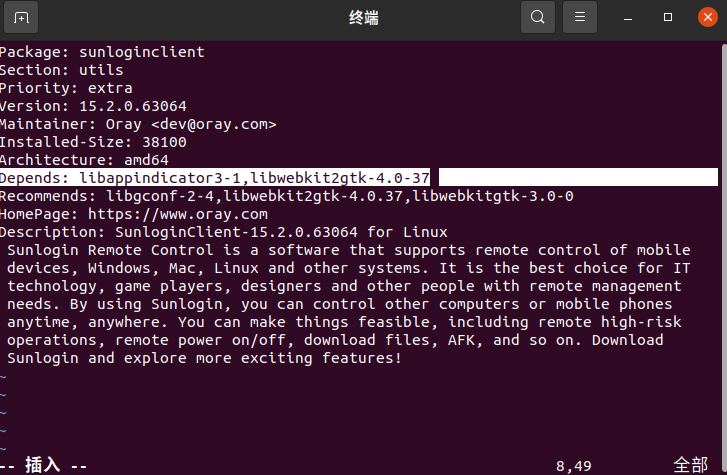 终端
Package: sunloginclient
Section: utils
Priority: extra
Version: 15.2.0.63064
Maintainer: Oray <dev@oray.com>
Installed-Size: 38100
Architecture: amd64
Depends: libappindicator3-1,libwebkit2gtk-4.0-37
Recommends: libgconf-2-4,libwebkit2gtk-4.0.37,libwebkitgtk-3.0-0
HomePage: https://www.oray.com
Description: SunloginClient-15.2.0.63064 for Linux
 Sunlogin Remote Control is a software that supports remote control of mobile
 devices, Windows, Mac, Linux and other systems. It is the best choice for IT
 technology, game players, designers and other people with remote management
 needs. By using Sunlogin, you can control other computers or mobile phones
 anytime, anywhere. You can make things feasible, including remote high-risk
 operations, remote power on/off, download files, AFK, and so on. Download
 Sunlogin and explore more exciting features!
~
~
~
~
~
-- 插入 -- 8,49 全部